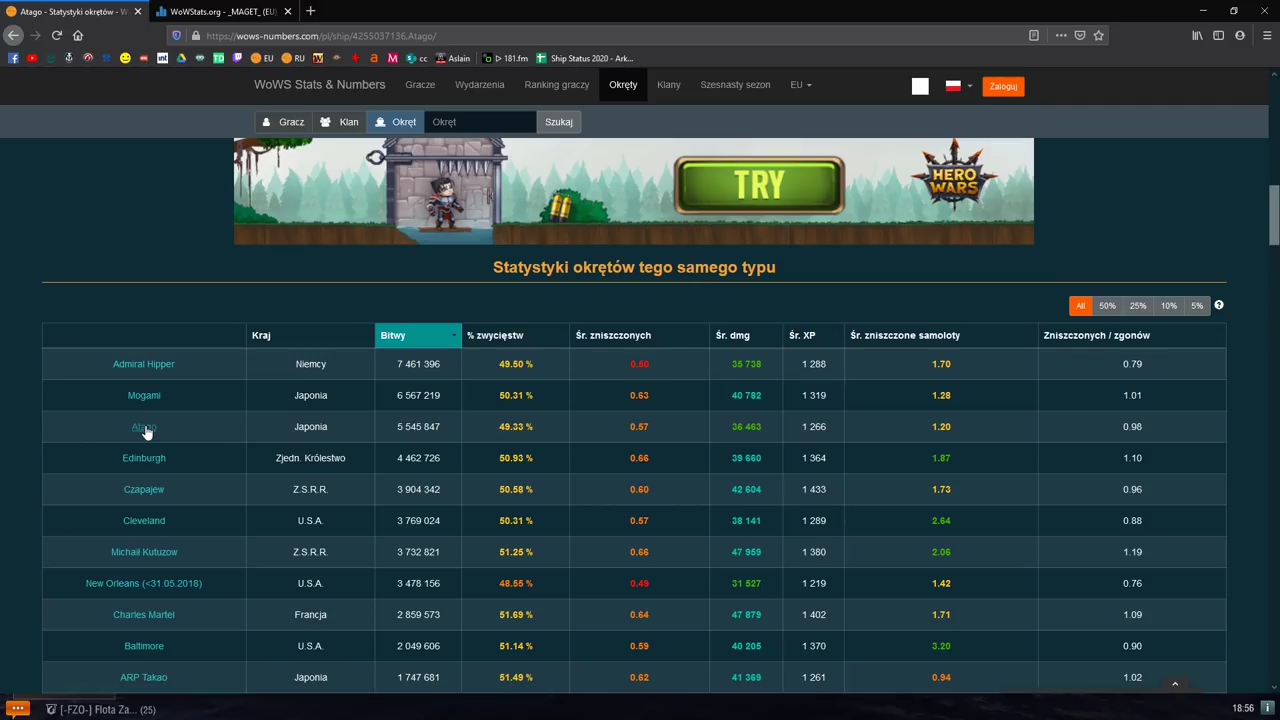 Atago - Statystyki okrętów - W
WoWStats.org - _MAGET_ (EU)
https://wows-numbers.com/pl/ship/4255037136,Atago/
EU RU Aslain cc 181.fm Ship Status 2020 - Ark...
WoWS Stats & Numbers Gracze Wydarzenia Ranking graczy Okręty Klany Szesnasty sezon EU Zaloguj
Gracz Klan Okręt Okręt Szukaj
TRY
HERO
WARS
Statystyki okrętów tego samego typu
All 50% 25% 10% 5%
Kraj Bitwy % zwycięstw Śr. zniszczonych Śr. dmg Śr. XP Śr. zniszczone samoloty Zniszczonych / zgonów
Admiral Hipper Niemcy 7 461 396 49.50 % 0.50 35 738 1 288 1.70 0.79
Mogami Japonia 6 567 219 50.31 % 0.63 40 782 1 319 1.28 1.01
Atago Japonia 5 545 847 49.33 % 0.57 36 463 1 266 1.20 0.98
Edinburgh Zjedn. Królestwo 4 462 726 50.93 % 0.66 39 660 1 364 1.87 1.10
Czapajew Z.S.R.R. 3 904 342 50.58 % 0.60 42 604 1 433 1.73 0.96
Cleveland U.S.A. 3 769 024 50.31 % 0.57 38 141 1 289 2.64 0.88
Michaił Kutuzow Z.S.R.R. 3 732 821 51.25 % 0.66 47 959 1 380 2.06 1.19
New Orleans (<31.05.2018) U.S.A. 3 478 156 48.55 % 0.49 31 527 1 219 1.42 0.76
Charles Martel Francja 2 859 573 51.69 % 0.64 47 879 1 402 1.71 1.09
Baltimore U.S.A. 2 049 606 51.14 % 0.59 40 205 1 370 3.20 0.90
ARP Takao Japonia 1 747 681 51.49 % 0.62 41 369 1 261 0.94 1.02
[-FZO-] Flota Za... (25) 18:56